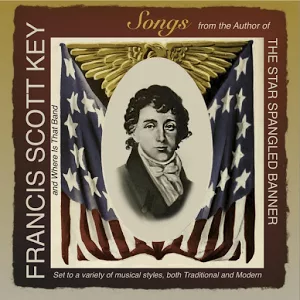 Songs from the Author of
THE STAR SPANGLED BANNER
FRANCIS SCOTT KEY
and Where Is That Band
Set to a variety of musical styles, both Traditional and Modern